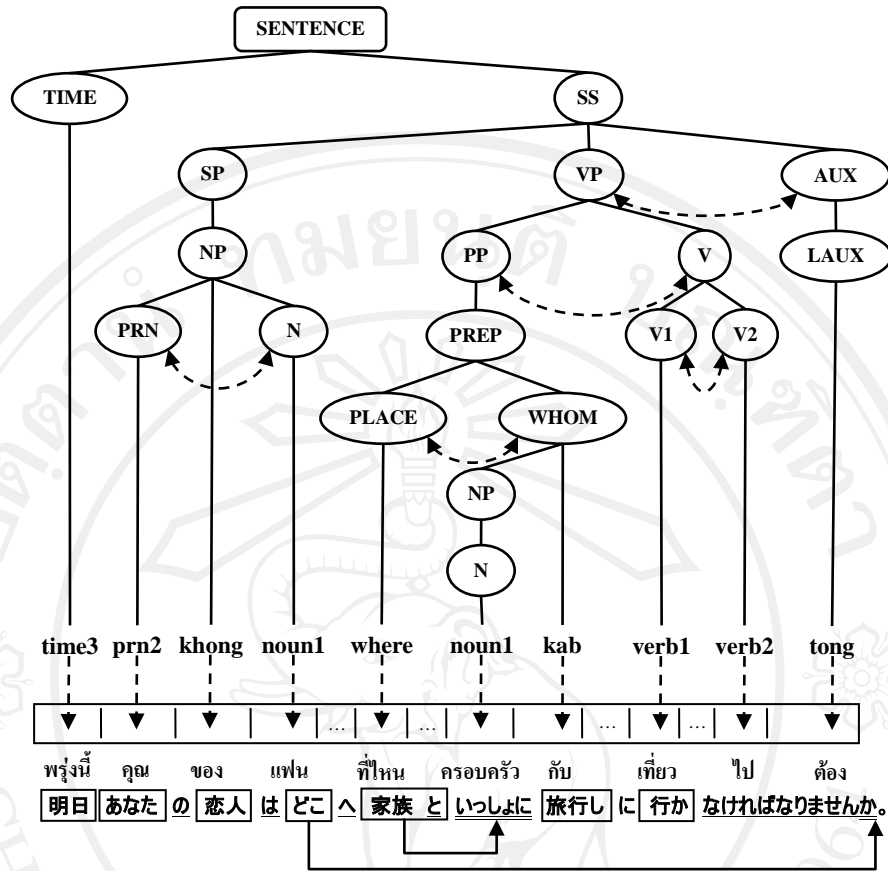 SENTENCE
TIME SS
SP VP AUX
NP PP V LAUX
PRN N PREP V1 V2
PLACE WHOM
NP
N
time3 prn2 khong noun1 where noun1 kab verb1 verb2 tong
... ... ... ...
พรุ่งนี้ คุณ ของ แฟน ที่ไหน ครอบครัว กับ เที่ยว ไป ต้อง
明日 あなた の 恋人 は どこ へ 家族 と いっしょに 旅行し に 行か なければなりませんか。